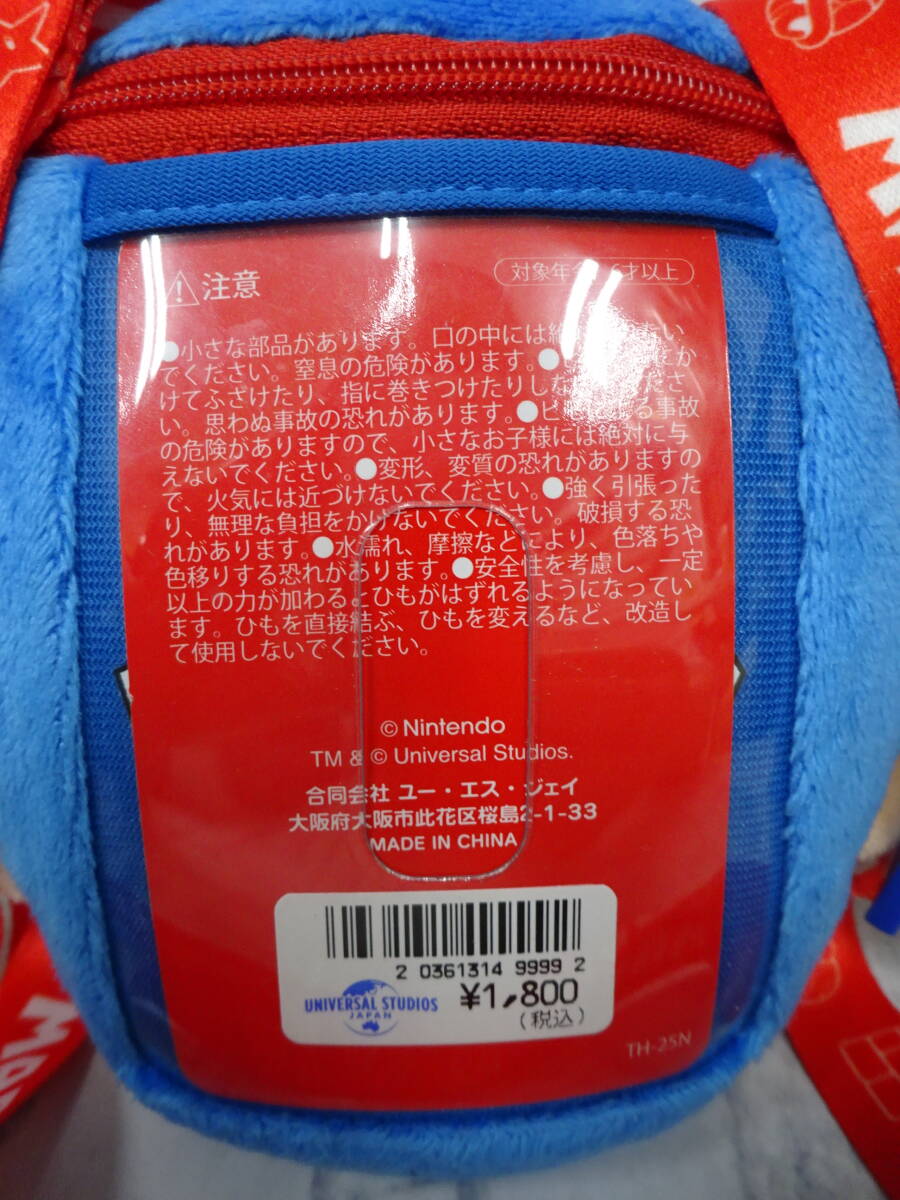 注意
対象年令 6才以上
●小さな部品があります。口の中には絶 ない
でください。窒息の危険があります。● か
けてふざけたり、指に巻きつけたりしな ださ
い。思わぬ事故の恐れがあります。● る事故
の危険がありますので、小さなお子様には絶対に与
えないでください。●変形、変質の恐れがありますの
で、火気には近づけないでください。●強く引張った
り、無理な負担をかけないでください。破損する恐
れがあります。●水濡れ、摩擦などにより、色落ちや
色移りする恐れがあります。●安全性を考慮し、一定
以上の力が加わるとひもがはずれるようになってい
ます。ひもを直接結ぶ、ひもを変えるなど、改造し
て使用しないでください。
© Nintendo
TM & © Universal Studios.
合同会社 ユー・エス・ジェイ
大阪府大阪市此花区桜島2-1-33
MADE IN CHINA
2 0361314 9999 2
UNIVERSAL STUDIOS
JAPAN
¥1,800
(税込)
TH-25N